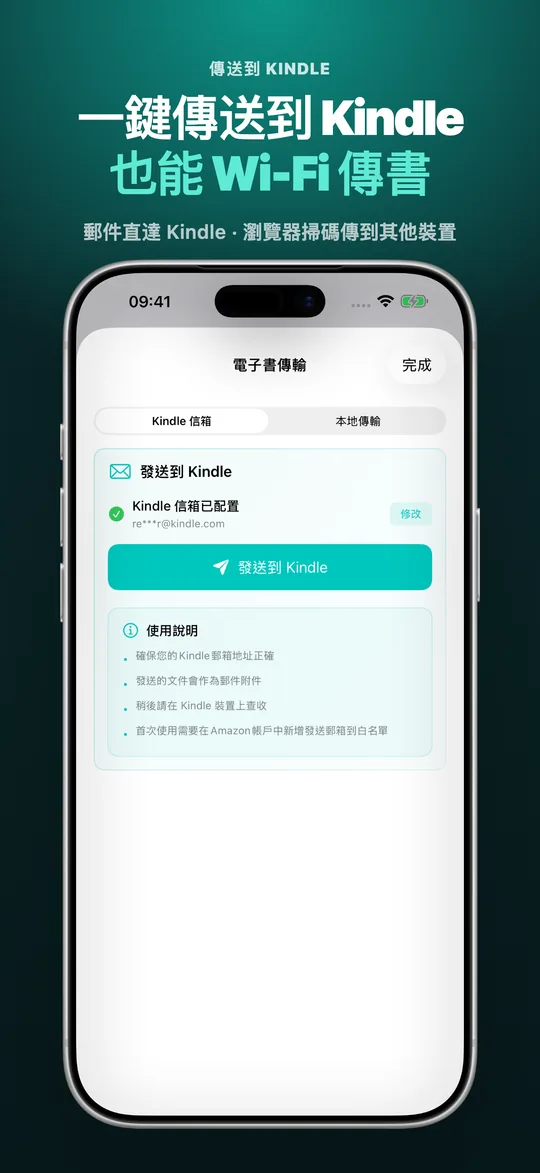 傳送到 KINDLE
一鍵傳送到 Kindle
也能 Wi-Fi 傳書
郵件直達 Kindle · 瀏覽器掃碼傳到其他裝置
09:41
電子書傳輸
完成
Kindle 信箱
本地傳輸
發送到 Kindle
Kindle 信箱已配置
re***r@kindle.com
修改
發送到 Kindle
使用說明
• 確保您的 Kindle 郵箱地址正確
• 發送的文件會作為郵件附件
• 稍後請在 Kindle 裝置上查收
• 首次使用需要在 Amazon 帳戶中新增發送郵箱到白名單